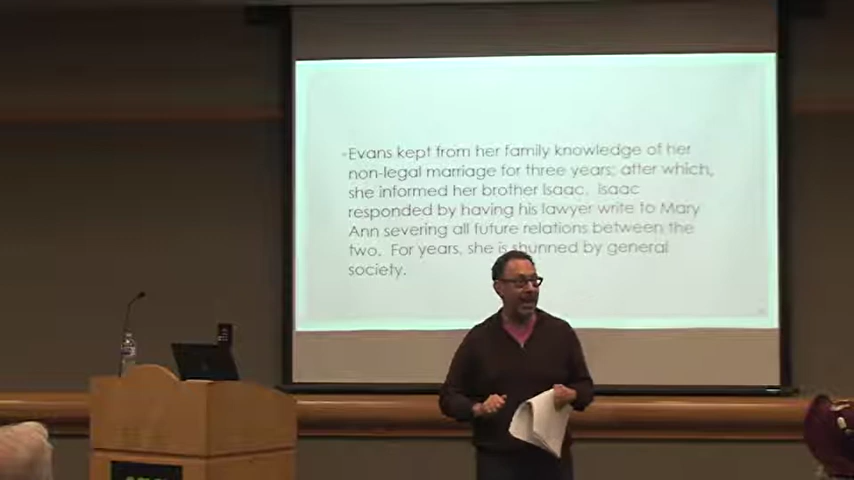 Evans kept from her family knowledge of her
non-legal marriage for three years; after which,
she informed her brother Isaac. Isaac
responded by having his lawyer write to Mary
Ann severing all future relations between the
two. For years, she is shunned by general
society.